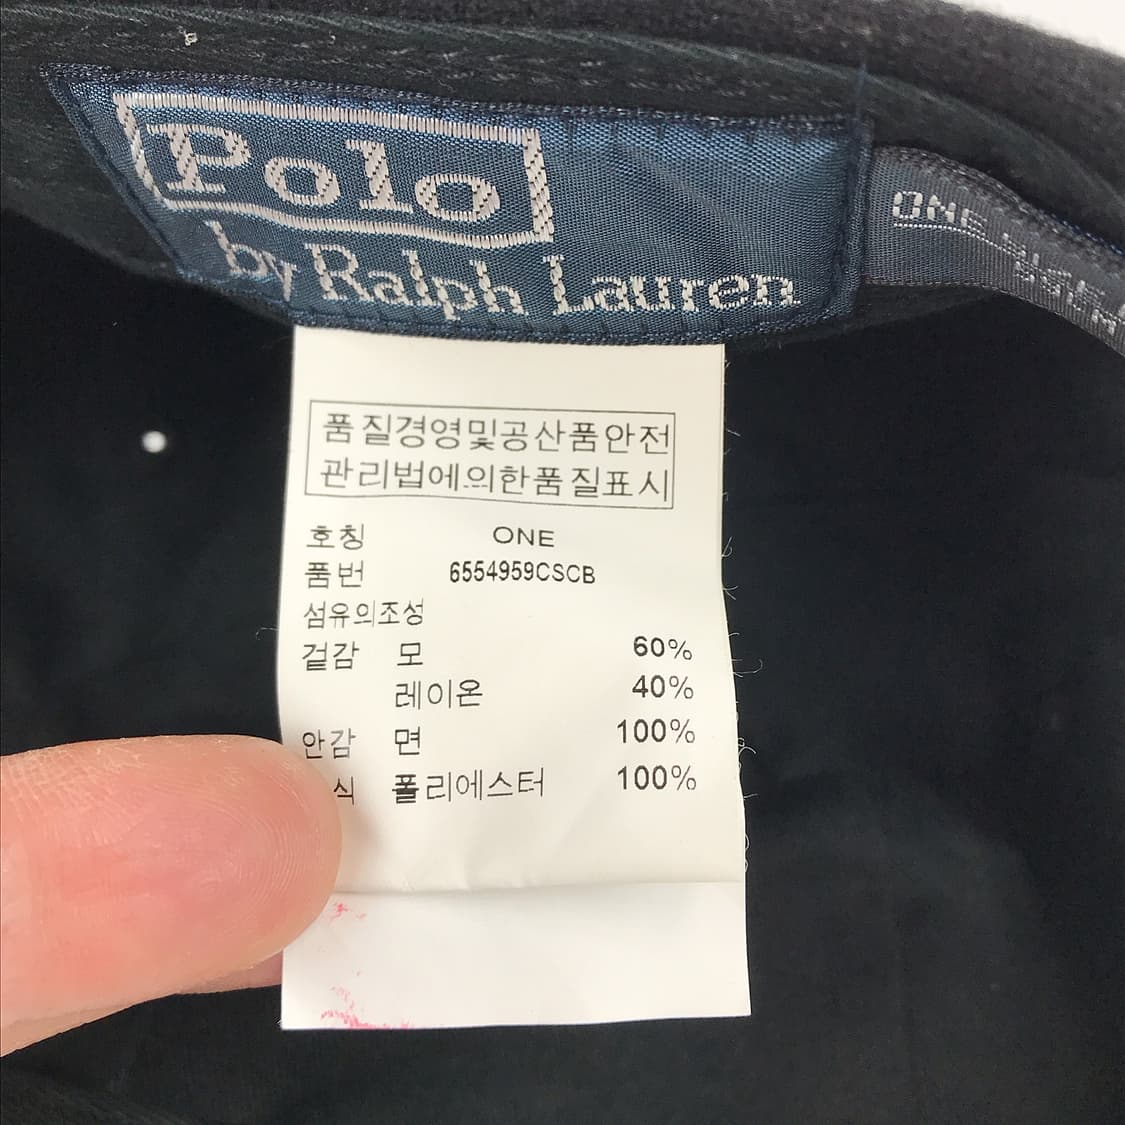 Polo
by Ralph Lauren
ONE
품질경영및공산품안전
관리법에의한품질표시
호칭 ONE
품번 6554959CSCB
섬유의조성
겉감 모 60%
레이온 40%
안감 면 100%
식 폴리에스터 100%